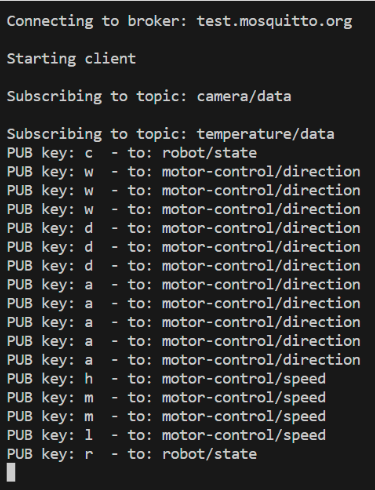 Connecting to broker: test.mosquitto.org
Starting client
Subscribing to topic: camera/data
Subscribing to topic: temperature/data
PUB key: c  - to: robot/state
PUB key: w  - to: motor-control/direction
PUB key: w  - to: motor-control/direction
PUB key: w  - to: motor-control/direction
PUB key: d  - to: motor-control/direction
PUB key: d  - to: motor-control/direction
PUB key: d  - to: motor-control/direction
PUB key: a  - to: motor-control/direction
PUB key: a  - to: motor-control/direction
PUB key: a  - to: motor-control/direction
PUB key: a  - to: motor-control/direction
PUB key: a  - to: motor-control/direction
PUB key: h  - to: motor-control/speed
PUB key: m  - to: motor-control/speed
PUB key: m  - to: motor-control/speed
PUB key: l  - to: motor-control/speed
PUB key: r  - to: robot/state